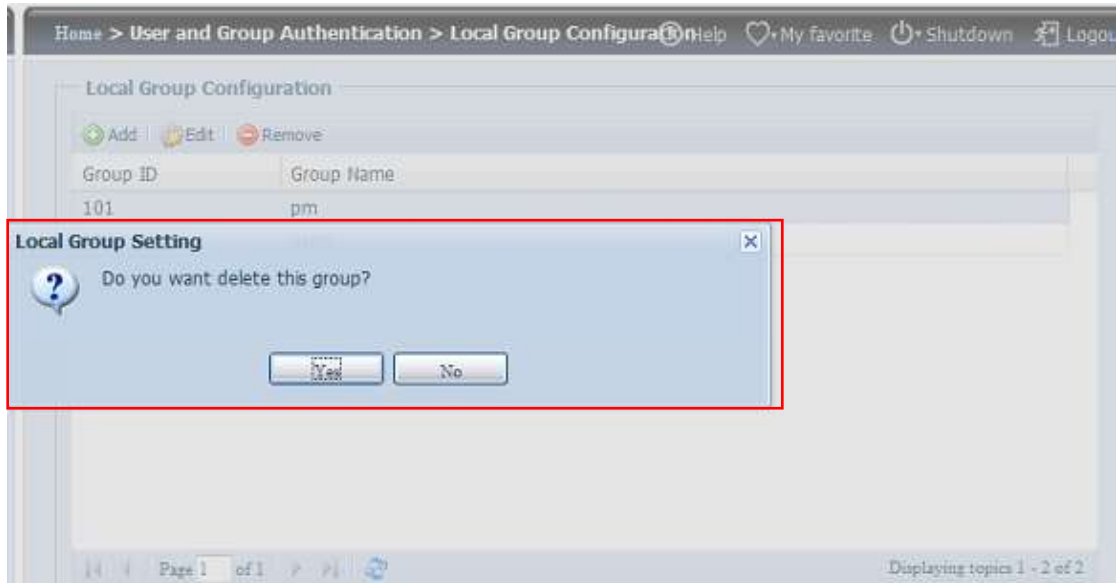 Home > User and Group Authentication > Local Group Configuration Help My favorite Shutdown Logou
Local Group Configuration
Add Edit Remove
Group ID Group Name
101 pm
Local Group Setting
Do you want delete this group?
Yes No
Page 1 of 1 Displaying topics 1 - 2 of 2